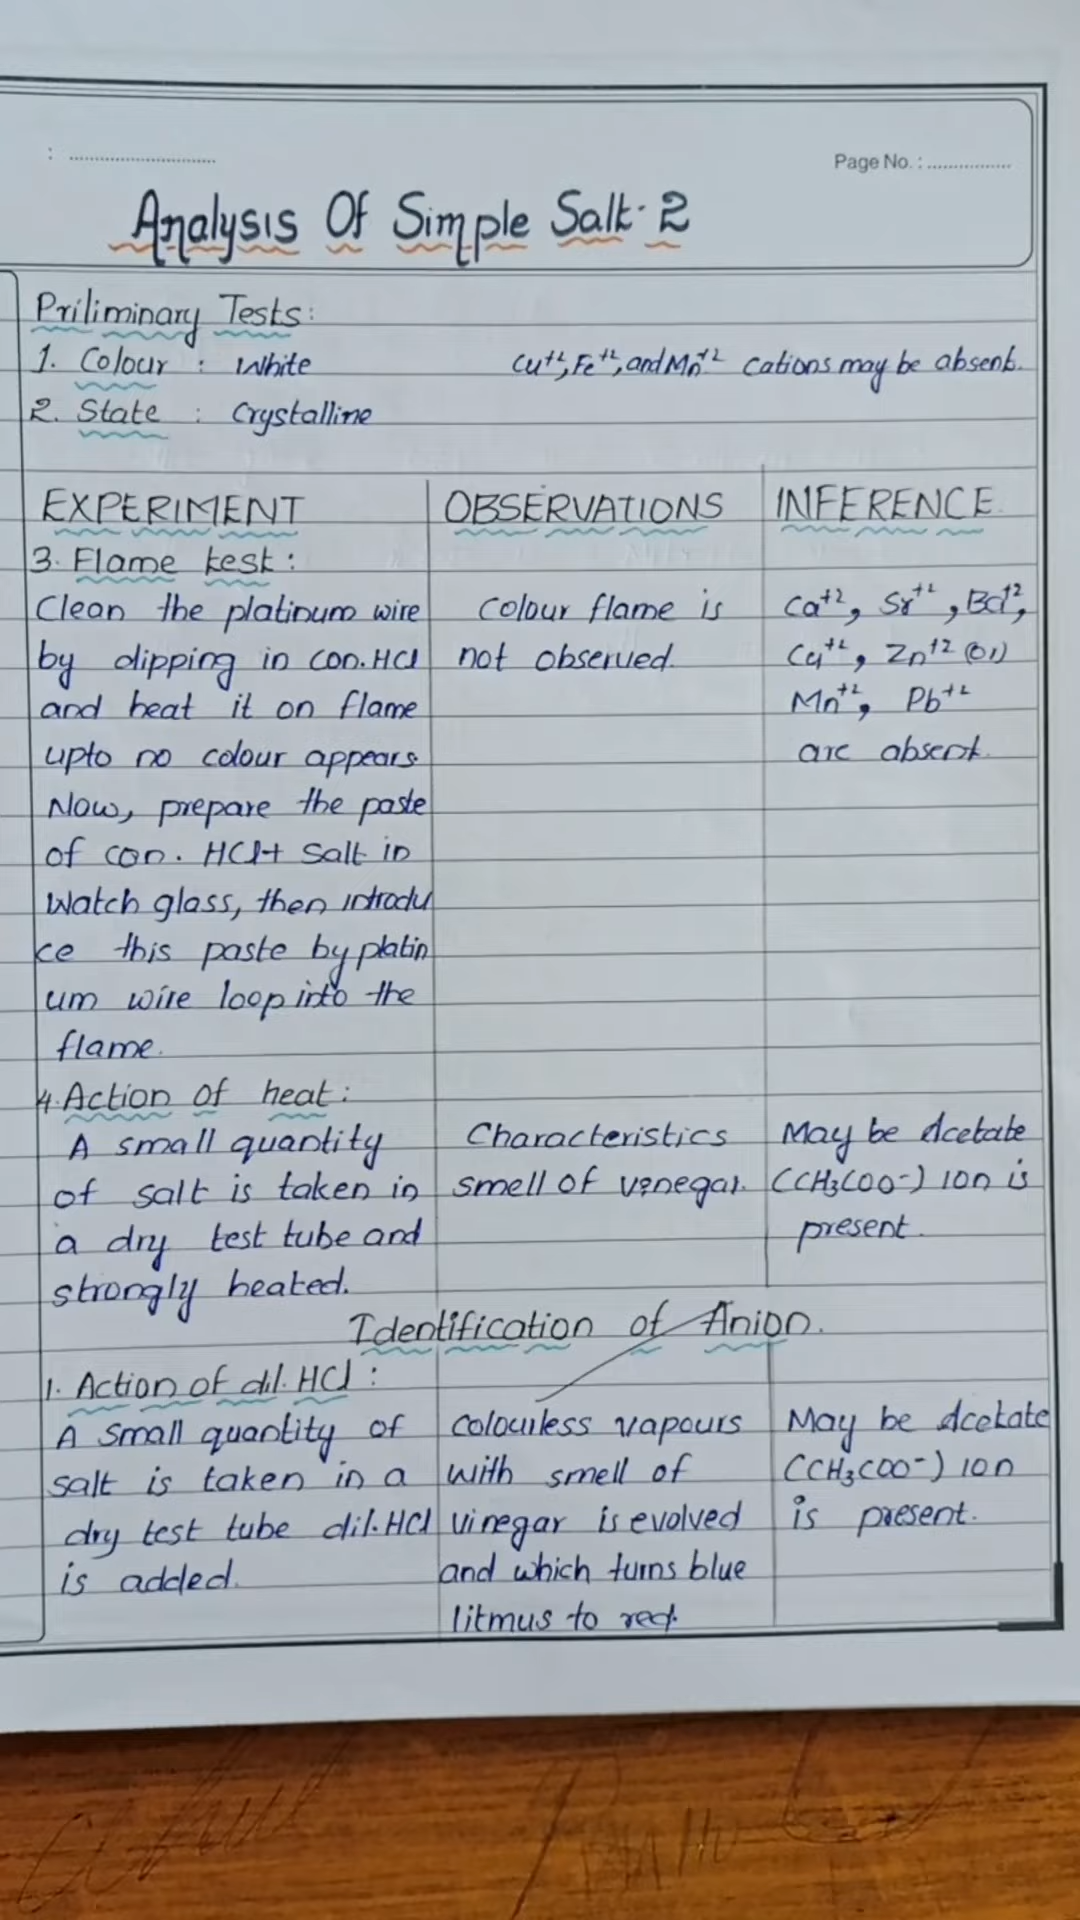 : ..............................
Page No. : .................
Analysis Of Simple Salt-2
Priliminary Tests:
1. Colour : White Cu+2, Fe+2, and Mn+2 cations may be absent.
2. State : Crystalline
EXPERIMENT OBSERVATIONS INFERENCE
3. Flame test:
Clean the platinum wire Colour flame is Ca+2, Sr+2, Ba+2,
by dipping in con.HCl not observed. Cu+2, Zn+2 (or)
and heat it on flame Mn+2, Pb+2
upto no colour appears. are absent.
Now, prepare the paste
of con. HCl+ Salt in
Watch glass, then introdu
ce this paste by platin
um wire loop into the
flame.
4. Action of heat:
A small quantity Characteristics May be Acetate
of salt is taken in smell of venegar. (CH3COO-) ion is
a dry test tube and present.
strongly heated.
Identification of Anion.
1. Action of dil. HCl :
A small quantity of Colourless vapours May be Acetate
salt is taken in a with smell of (CH3COO-) ion
dry test tube dil.HCl vinegar is evolved is present.
is added. and which turns blue
litmus to red.